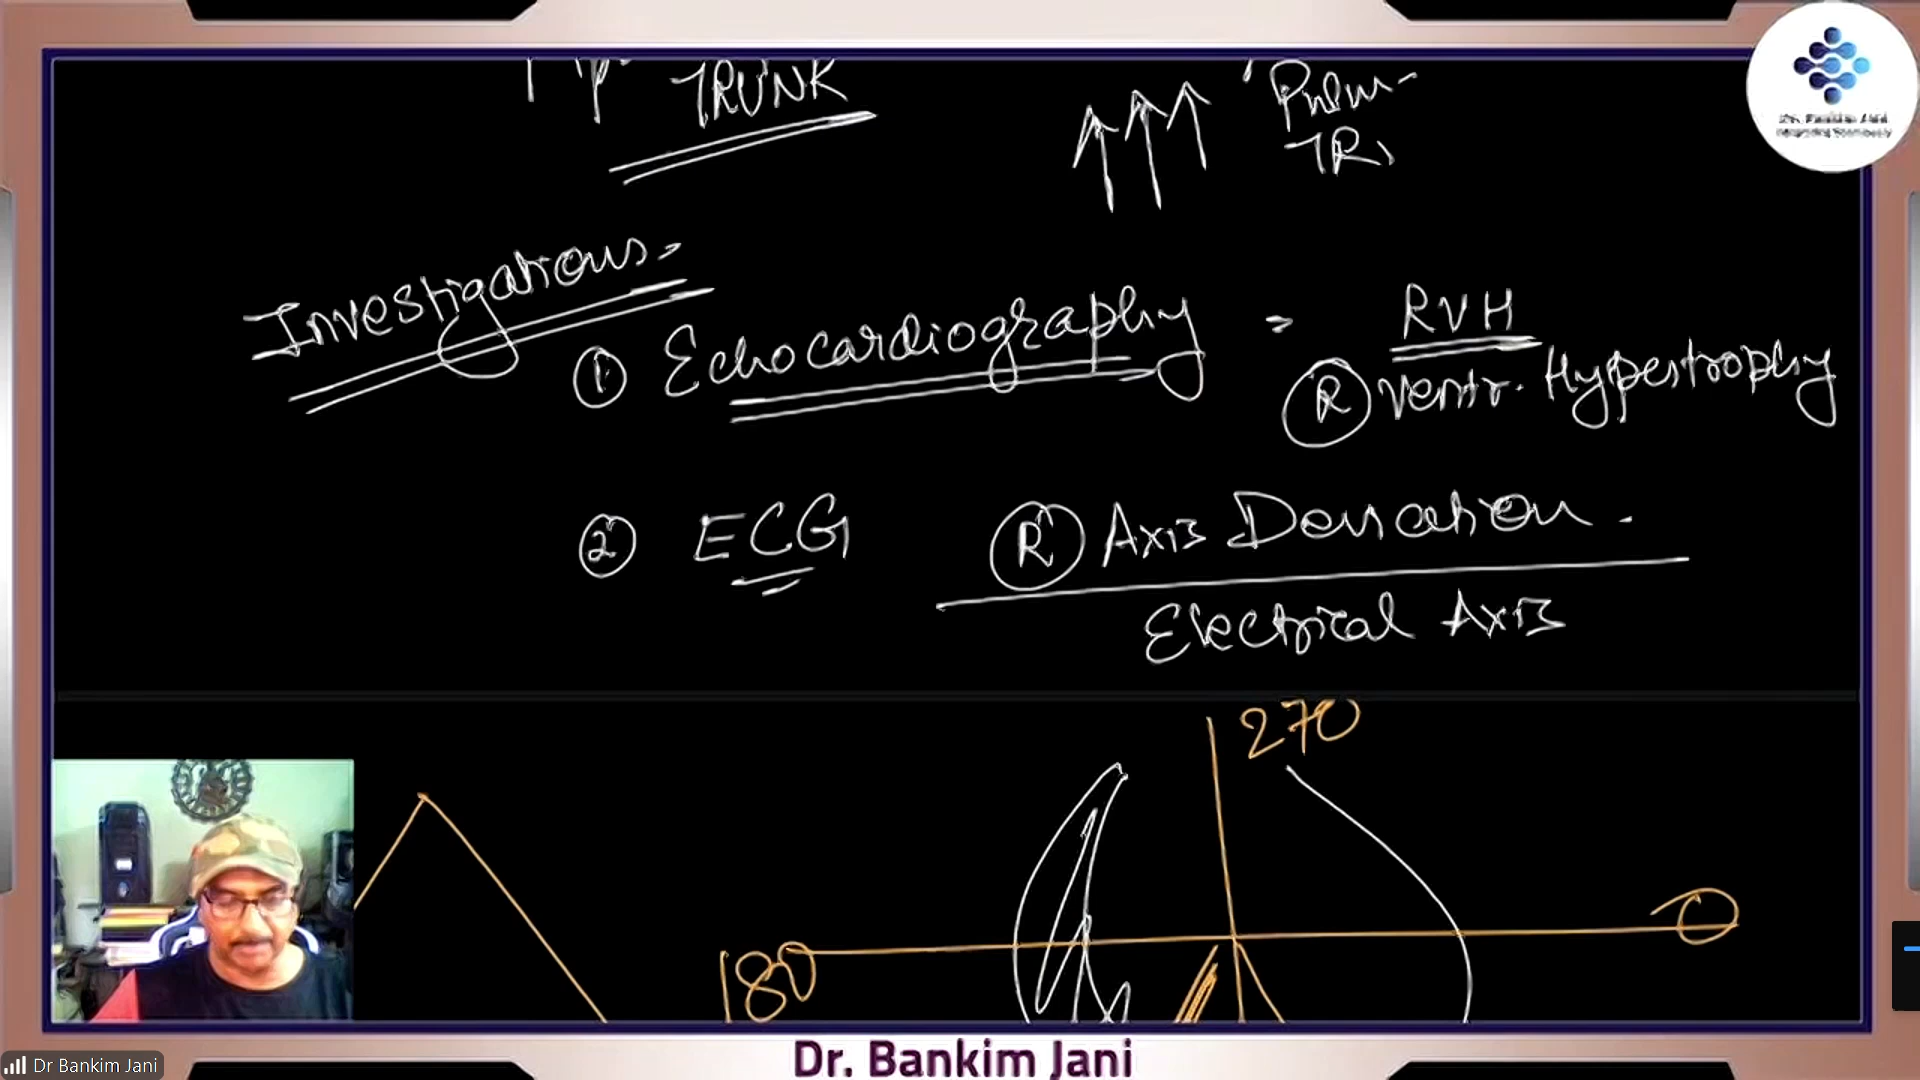 TRUNK
↑↑↑ Pulm-
TR,
Investigations -
① Echocardiography - RVH
Ⓡ Ventr. Hypertrophy
② ECG Ⓡ Axis Deviation.
Electrical Axis
270
0
180
Dr. Bankim Jani
Dr Bankim Jani